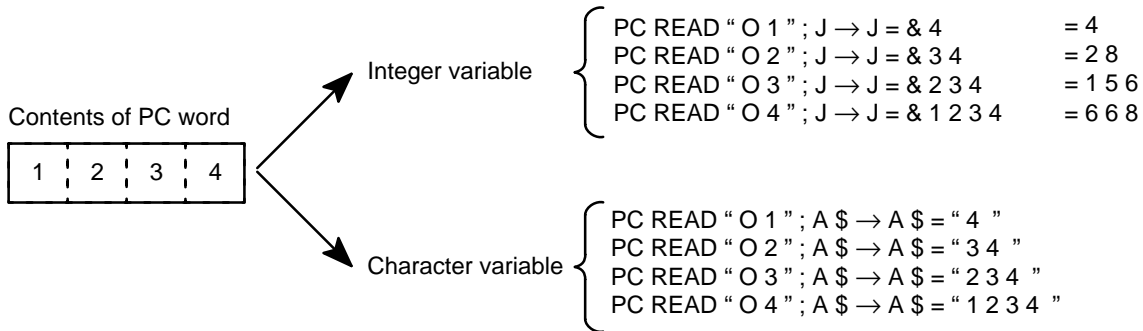 PC READ “ O 1 ” ; J → J = & 4 = 4
PC READ “ O 2 ” ; J → J = & 3 4 = 2 8
PC READ “ O 3 ” ; J → J = & 2 3 4 = 1 5 6
PC READ “ O 4 ” ; J → J = & 1 2 3 4 = 6 6 8
Integer variable
Contents of PC word
1 2 3 4
PC READ “ O 1 ” ; A $ → A $ = “ 4 ”
PC READ “ O 2 ” ; A $ → A $ = “ 3 4 ”
PC READ “ O 3 ” ; A $ → A $ = “ 2 3 4 ”
PC READ “ O 4 ” ; A $ → A $ = “ 1 2 3 4 ”
Character variable